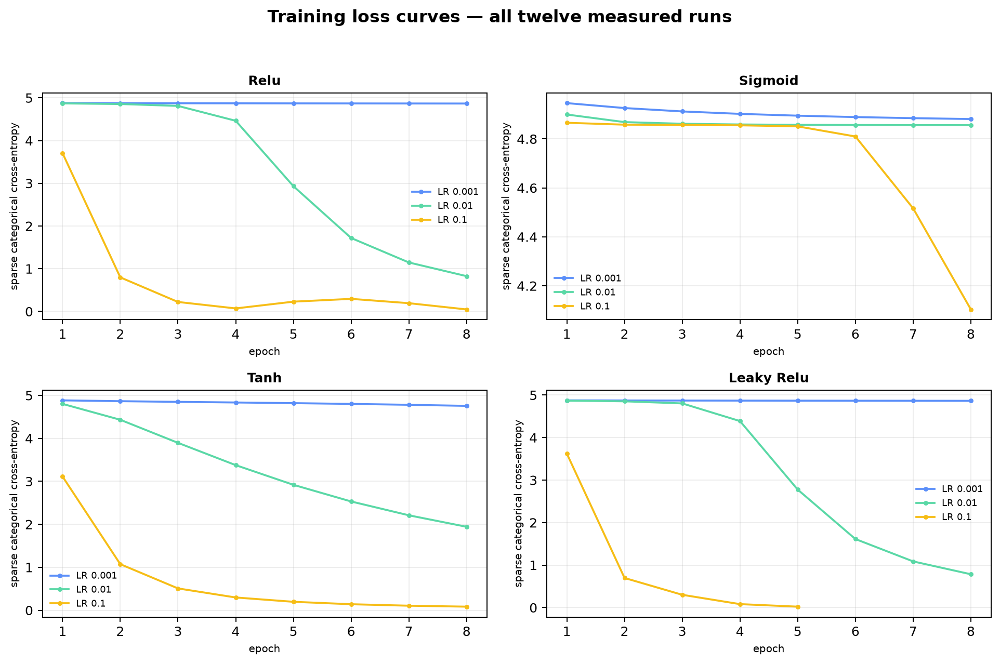 Training loss curves — all twelve measured runs
Relu
sparse categorical cross-entropy
5
4
3
2
1
0
LR 0.001
LR 0.01
LR 0.1
1 2 3 4 5 6 7 8
epoch
Sigmoid
sparse categorical cross-entropy
4.8
4.6
4.4
4.2
LR 0.001
LR 0.01
LR 0.1
1 2 3 4 5 6 7 8
epoch
Tanh
sparse categorical cross-entropy
5
4
3
2
1
0
LR 0.001
LR 0.01
LR 0.1
1 2 3 4 5 6 7 8
epoch
Leaky Relu
sparse categorical cross-entropy
5
4
3
2
1
0
LR 0.001
LR 0.01
LR 0.1
1 2 3 4 5 6 7 8
epoch